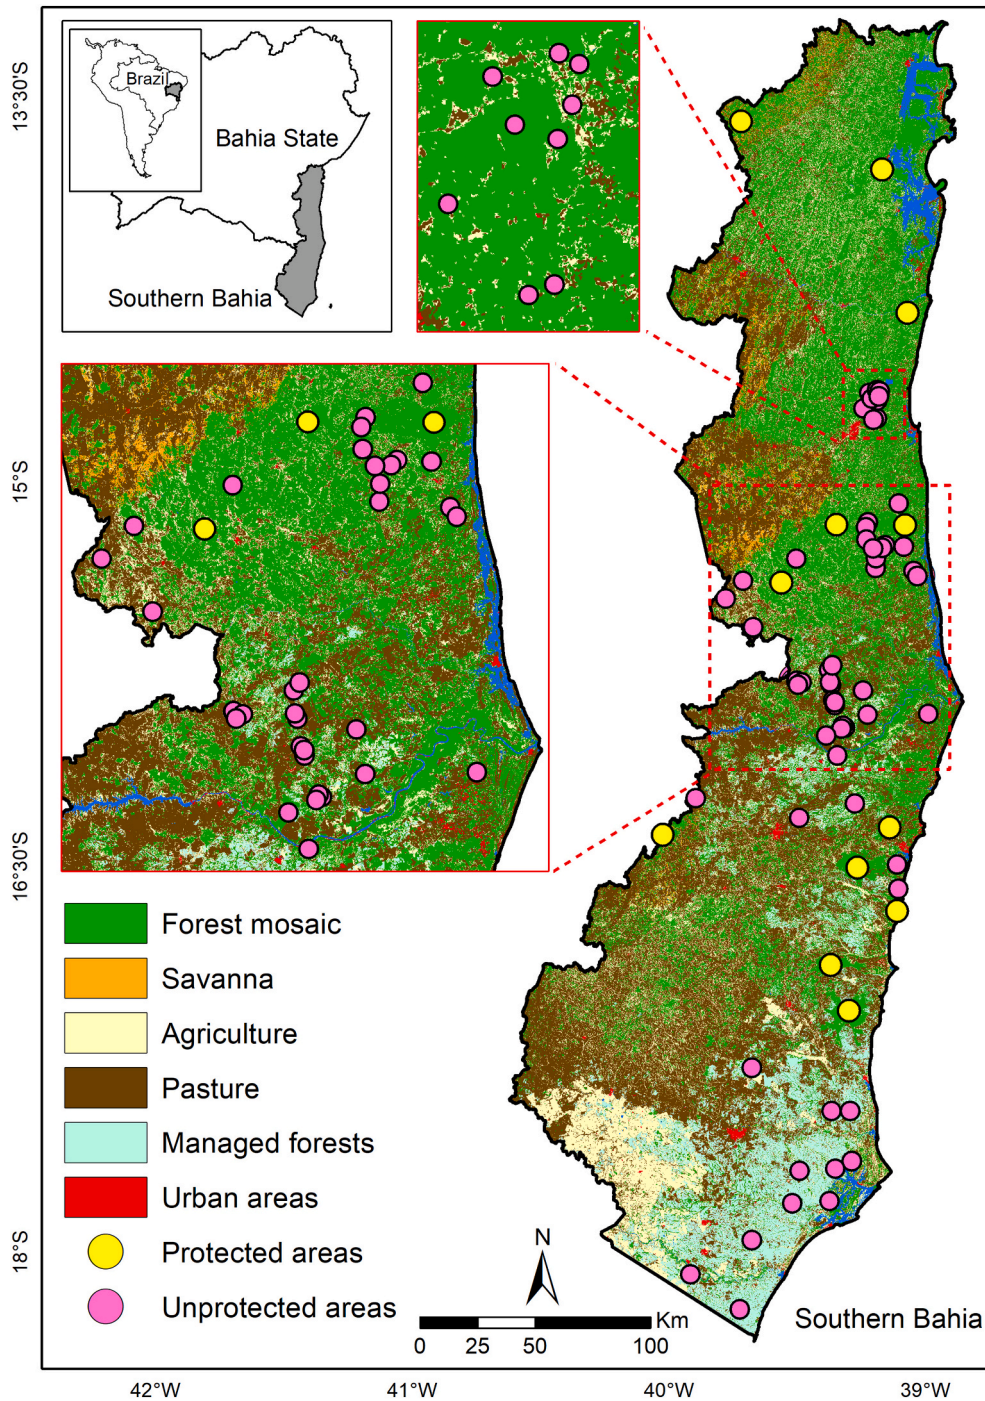 Brazil
Bahia State
Southern Bahia
13°30'S
15°S
16°30'S
18°S
Forest mosaic
Savanna
Agriculture
Pasture
Managed forests
Urban areas
Protected areas
Unprotected areas
N
Km
0 25 50 100
Southern Bahia
42°W 41°W 40°W 39°W